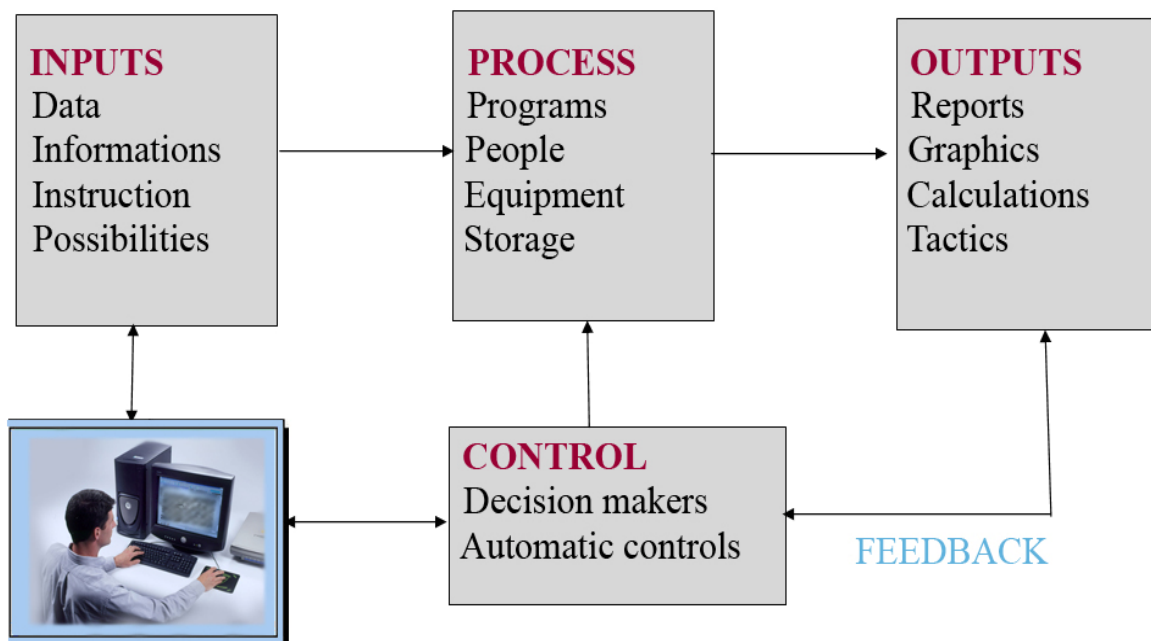 INPUTS
Data
Informations
Instruction
Possibilities
PROCESS
Programs
People
Equipment
Storage
OUTPUTS
Reports
Graphics
Calculations
Tactics
CONTROL
Decision makers
Automatic controls
FEEDBACK